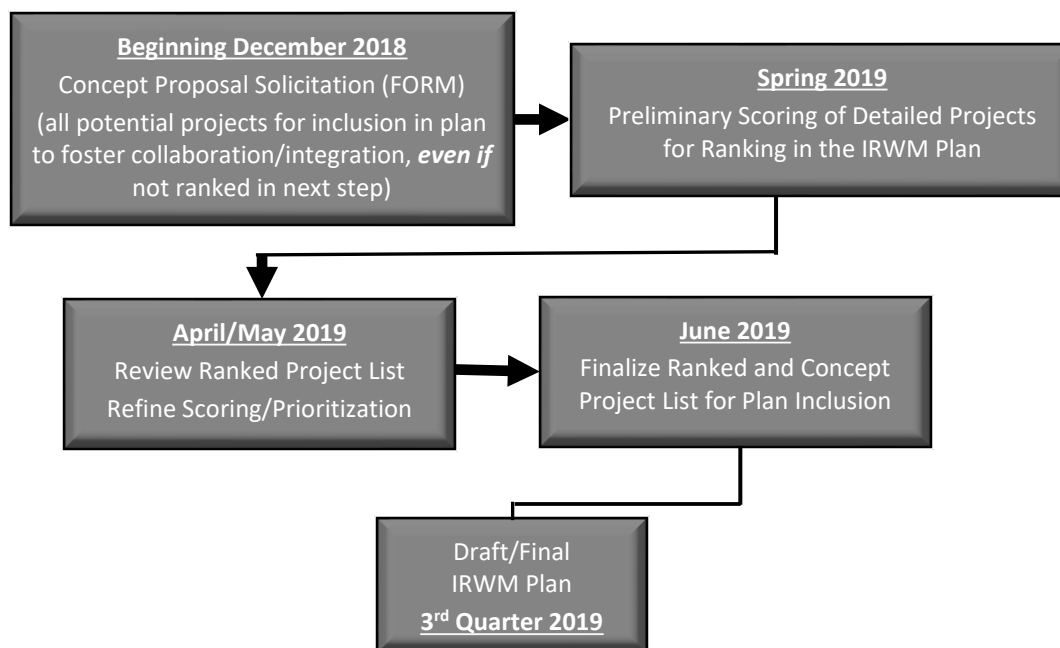 Beginning December 2018
Concept Proposal Solicitation (FORM)
(all potential projects for inclusion in plan
to foster collaboration/integration, even if
not ranked in next step)
Spring 2019
Preliminary Scoring of Detailed Projects
for Ranking in the IRWM Plan
April/May 2019
Review Ranked Project List
Refine Scoring/Prioritization
June 2019
Finalize Ranked and Concept
Project List for Plan Inclusion
Draft/Final
IRWM Plan
3rd Quarter 2019